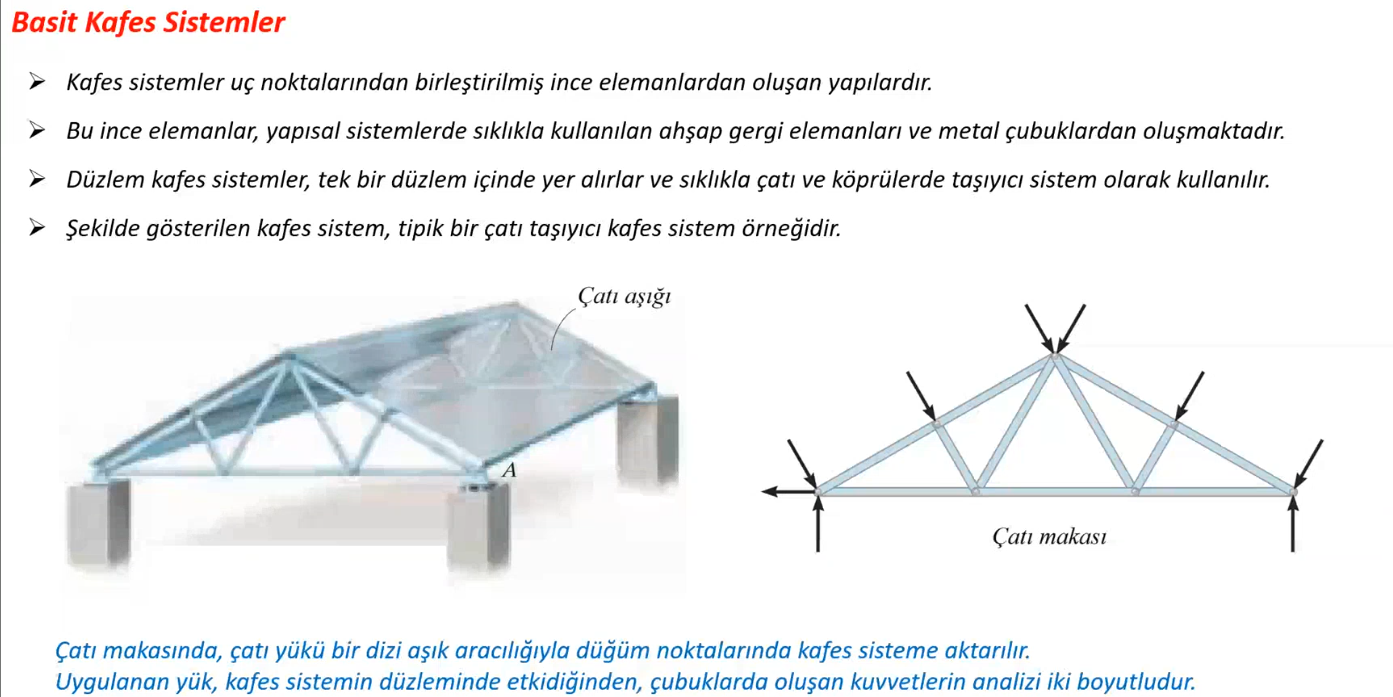 Basit Kafes Sistemler
➢ Kafes sistemler uç noktalarından birleştirilmiş ince elemanlardan oluşan yapılardır.
➢ Bu ince elemanlar, yapısal sistemlerde sıklıkla kullanılan ahşap gergi elemanları ve metal çubuklardan oluşmaktadır.
➢ Düzlem kafes sistemler, tek bir düzlem içinde yer alırlar ve sıklıkla çatı ve köprülerde taşıyıcı sistem olarak kullanılır.
➢ Şekilde gösterilen kafes sistem, tipik bir çatı taşıyıcı kafes sistem örneğidir.
Çatı aşığı
A
Çatı makası
Çatı makasında, çatı yükü bir dizi aşık aracılığıyla düğüm noktalarında kafes sisteme aktarılır.
Uygulanan yük, kafes sistemin düzleminde etkidiğinden, çubuklarda oluşan kuvvetlerin analizi iki boyutludur.